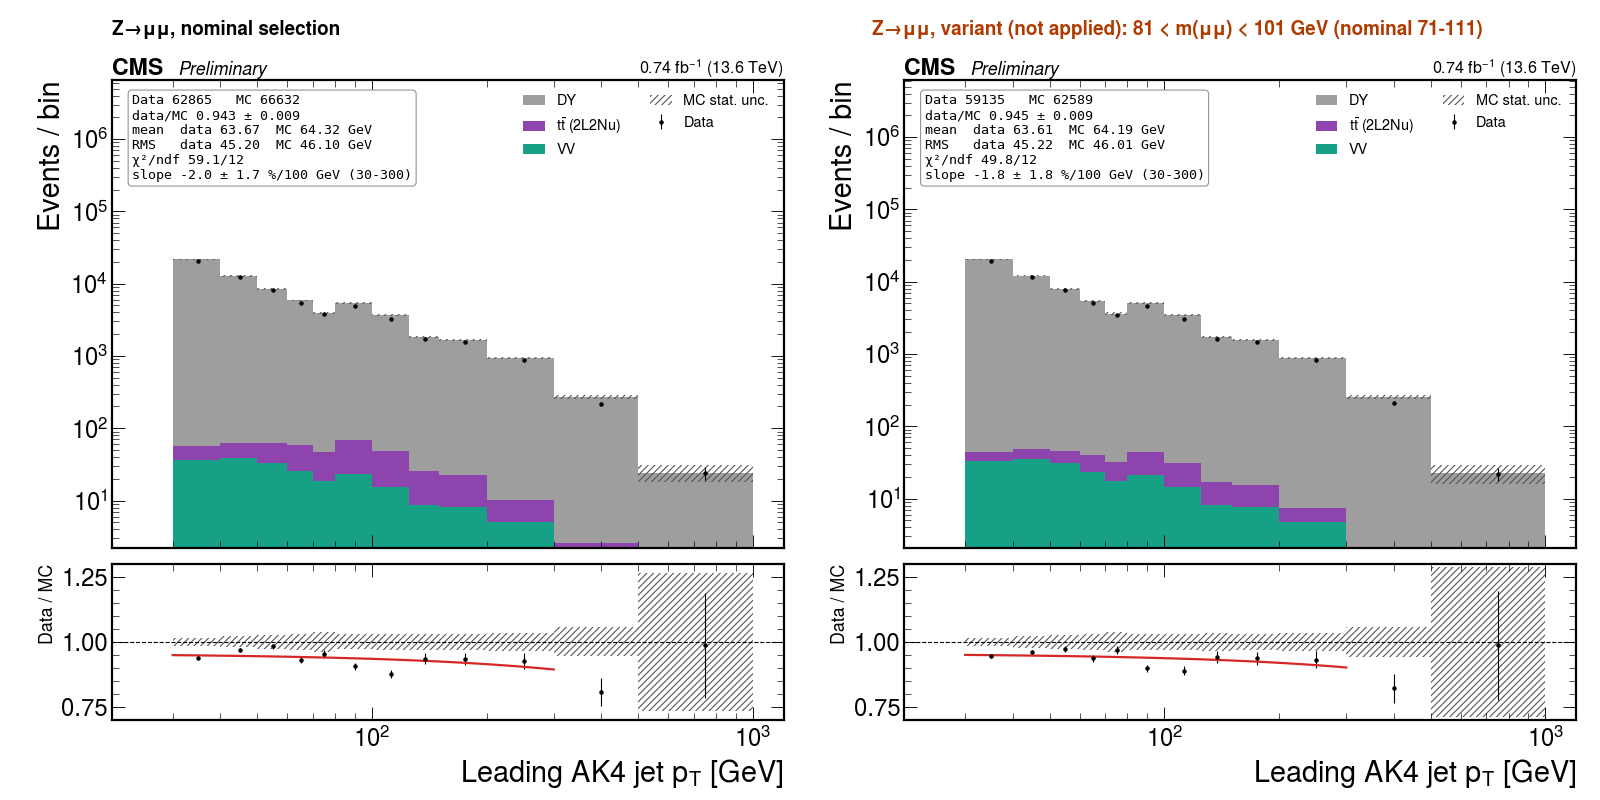 Z→μμ, nominal selection
CMS Preliminary 0.74 fb⁻¹ (13.6 TeV)
Events / bin
10⁶
10⁵
10⁴
10³
10²
10¹
Data 62865 MC 66632
data/MC 0.943 ± 0.009
mean data 63.67 MC 64.32 GeV
RMS data 45.20 MC 46.10 GeV
χ²/ndf 59.1/12
slope -2.0 ± 1.7 %/100 GeV (30-300)
DY
tt̄ (2L2Nu)
VV
MC stat. unc.
Data
Data / MC
1.25
1.00
0.75
10² 10³
Leading AK4 jet p_T [GeV]
Z→μμ, variant (not applied): 81 < m(μμ) < 101 GeV (nominal 71-111)
CMS Preliminary 0.74 fb⁻¹ (13.6 TeV)
Events / bin
10⁶
10⁵
10⁴
10³
10²
10¹
Data 59135 MC 62589
data/MC 0.945 ± 0.009
mean data 63.61 MC 64.19 GeV
RMS data 45.22 MC 46.01 GeV
χ²/ndf 49.8/12
slope -1.8 ± 1.8 %/100 GeV (30-300)
DY
tt̄ (2L2Nu)
VV
MC stat. unc.
Data
Data / MC
1.25
1.00
0.75
10² 10³
Leading AK4 jet p_T [GeV]